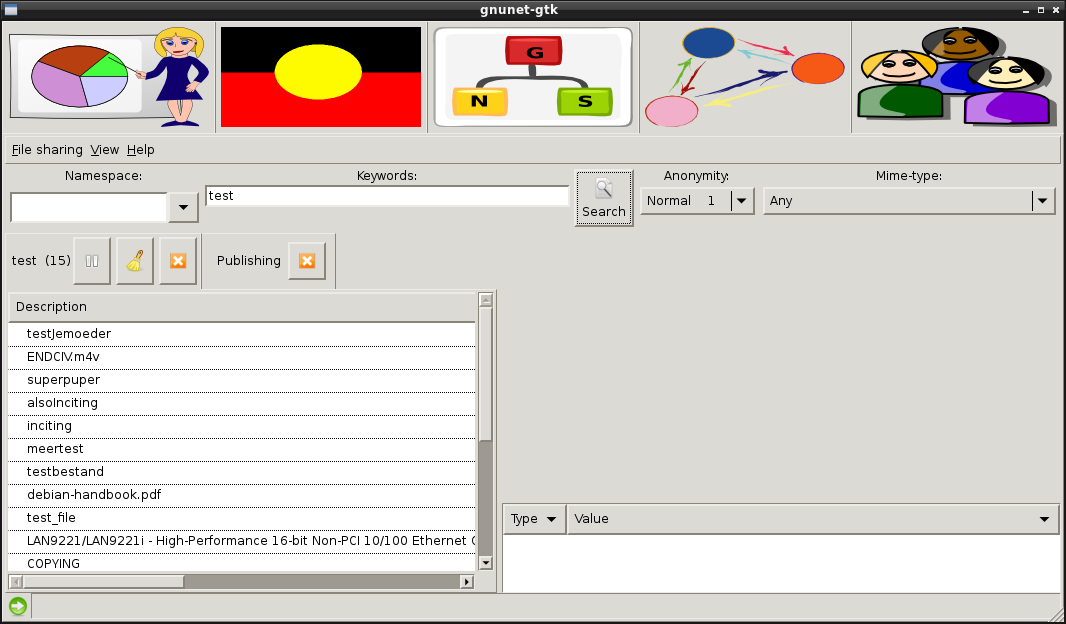 gnunet-gtk
G
N S
File sharing View Help
Namespace: Keywords: Anonymity: Mime-type:
test Search Normal 1 Any
test (15) Publishing
Description
testJemoeder
ENDCIV.m4v
superpuper
alsoInciting
inciting
meertest
testbestand
debian-handbook.pdf
test_file
LAN9221/LAN9221i - High-Performance 16-bit Non-PCI 10/100 Ethernet
COPYING
Type Value